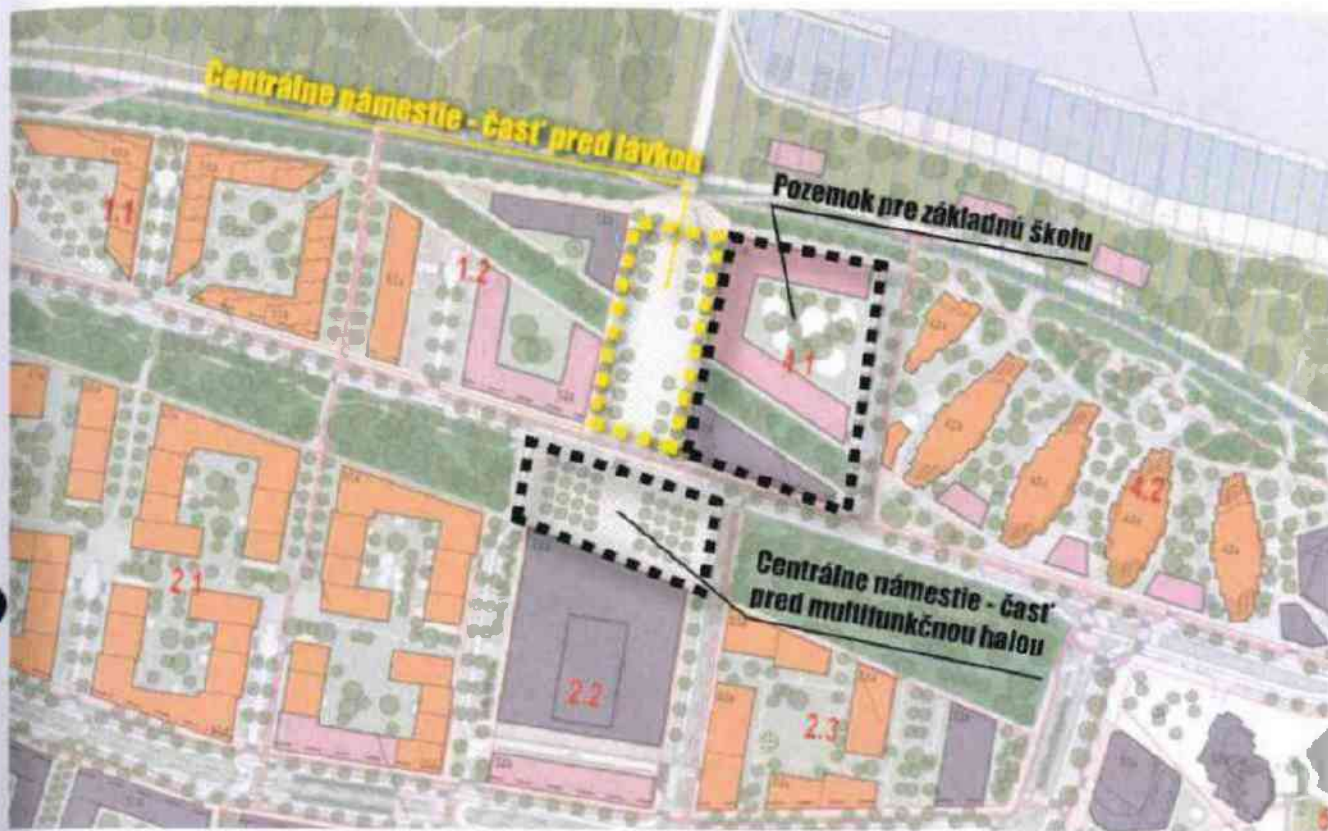 Centrálne námestie - časť pred lávkou
Pozemok pre základnú školu
1.1
1.2
4.1
4.2
2.1
Centrálne námestie - časť
pred multifunkčnou halou
2.2
2.3